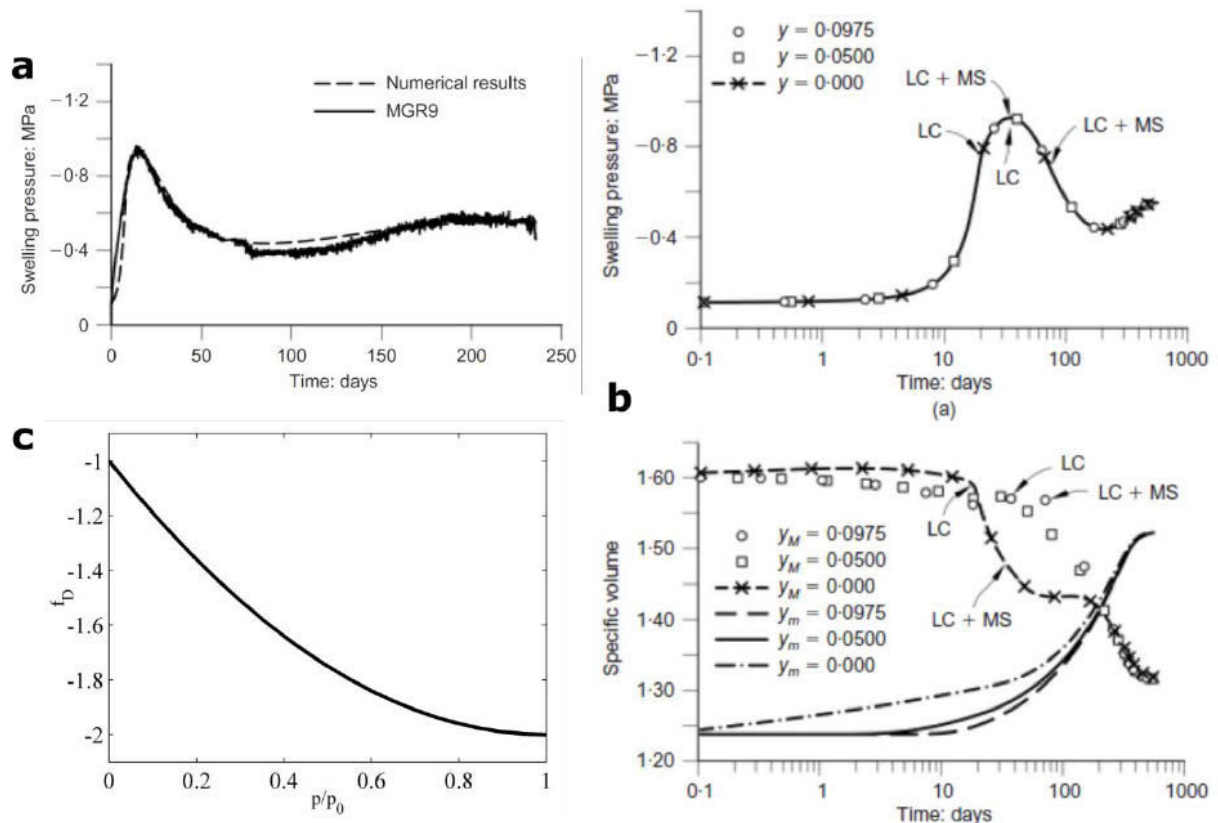 a
Swelling pressure: MPa
−1·2
−0·8
−0·4
0
Numerical results
MGR9
0 50 100 150 200 250
Time: days
Swelling pressure: MPa
−1·2
−0·8
−0·4
0
y = 0·0975
y = 0·0500
y = 0·000
LC + MS
LC
LC + MS
LC
0·1 1 10 100 1000
Time: days
(a)
c
f_D
-1
-1.2
-1.4
-1.6
-1.8
-2
0 0.2 0.4 0.6 0.8 1
p/p₀
b
Specific volume
1·60
1·50
1·40
1·30
1·20
LC
LC + MS
LC
LC + MS
y_M = 0·0975
y_M = 0·0500
y_M = 0·000
y_m = 0·0975
y_m = 0·0500
y_m = 0·000
0·1 1 10 100 1000
Time: days